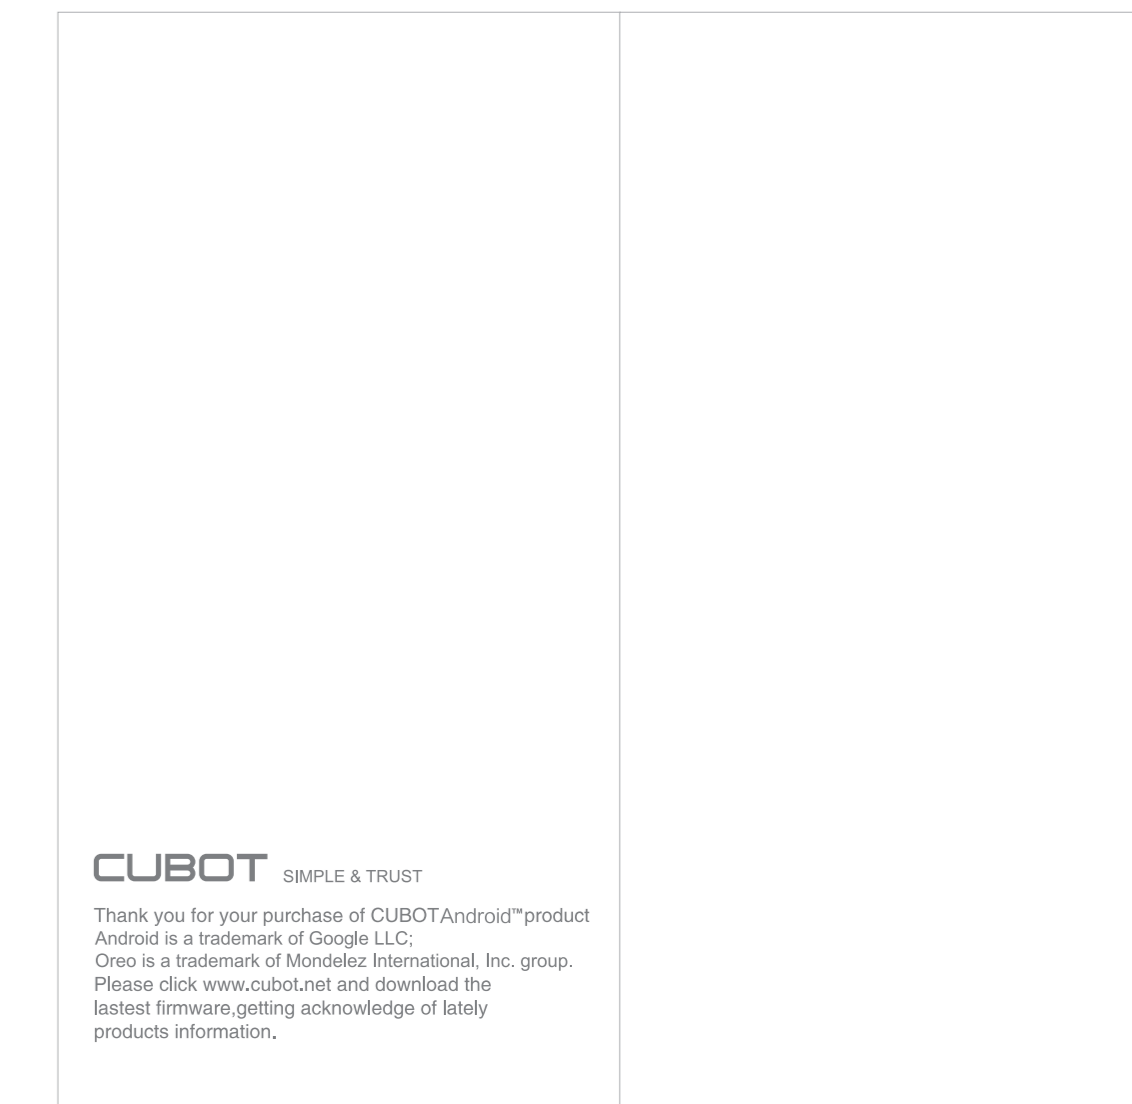 CUBOT SIMPLE & TRUST
Thank you for your purchase of CUBOTAndroid™product
Android is a trademark of Google LLC;
Oreo is a trademark of Mondelez International, Inc. group.
Please click www.cubot.net and download the
lastest firmware,getting acknowledge of lately
products information.